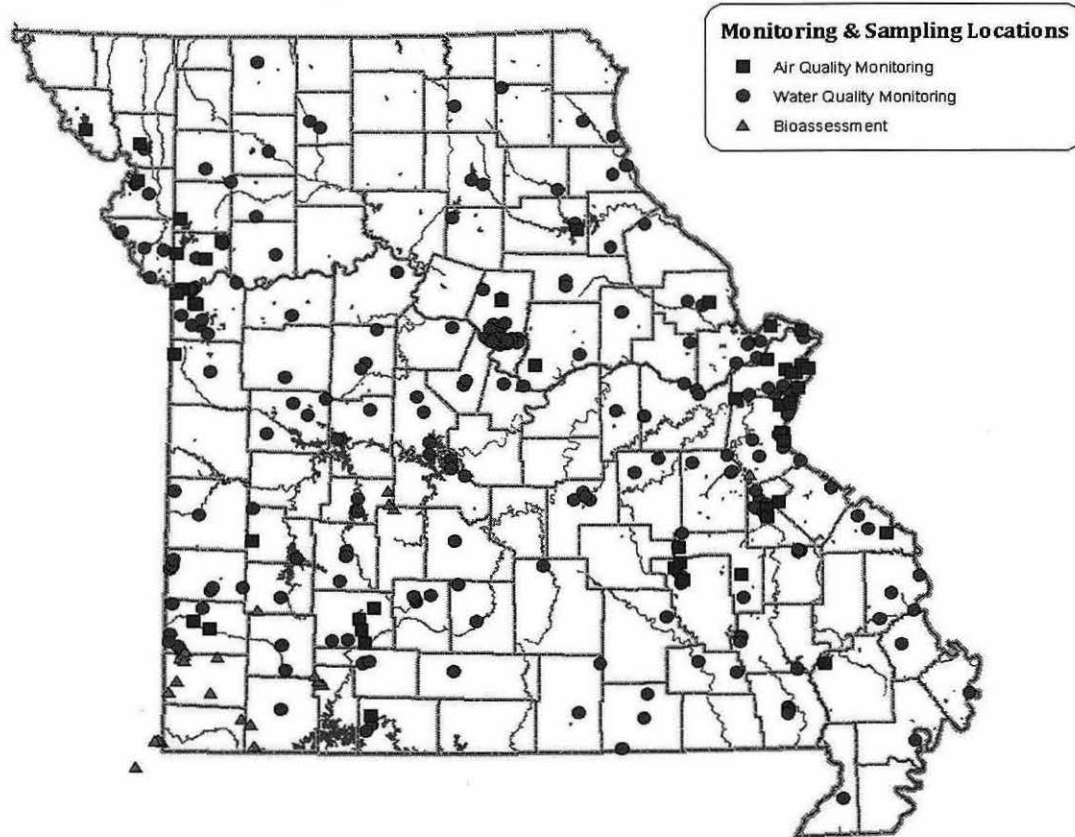 Monitoring & Sampling Locations
Air Quality Monitoring
Water Quality Monitoring
Bioassessment